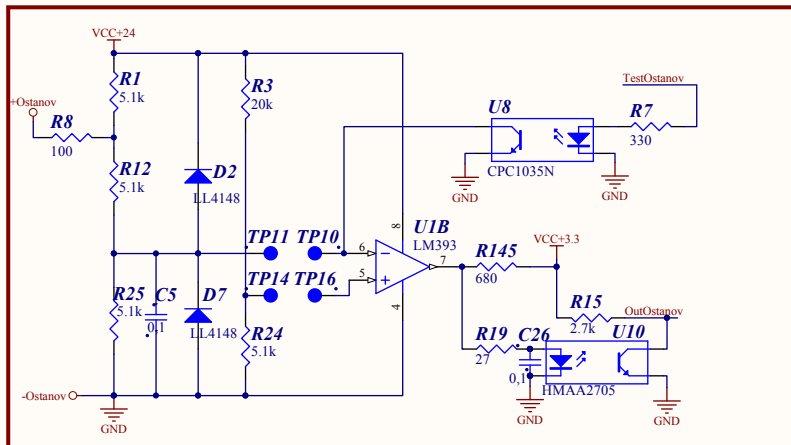 VCC+24
R1
5.1k
+Ostanov
R8
100
R12
5.1k
D2
LL4148
R3
20k
TP11
TP10
TP14
TP16
R25
5.1k
C5
0,1
D7
LL4148
R24
5.1k
-Ostanov
GND
8
U1B
LM393
6
5
7
4
U8
CPC1035N
GND
GND
TestOstanov
R7
330
VCC+3.3
R145
680
R15
2.7k
OutOstanov
R19
27
C26
0,1
U10
HMAA2705
GND
GND